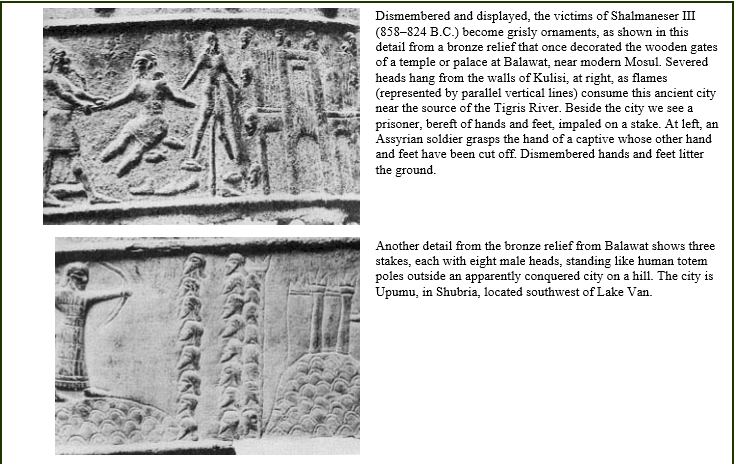 Dismembered and displayed, the victims of Shalmaneser III
(858–824 B.C.) become grisly ornaments, as shown in this
detail from a bronze relief that once decorated the wooden gates
of a temple or palace at Balawat, near modern Mosul. Severed
heads hang from the walls of Kulisi, at right, as flames
(represented by parallel vertical lines) consume this ancient city
near the source of the Tigris River. Beside the city we see a
prisoner, bereft of hands and feet, impaled on a stake. At left, an
Assyrian soldier grasps the hand of a captive whose other hand
and feet have been cut off. Dismembered hands and feet litter
the ground.
Another detail from the bronze relief from Balawat shows three
stakes, each with eight male heads, standing like human totem
poles outside an apparently conquered city on a hill. The city is
Upumu, in Shubria, located southwest of Lake Van.